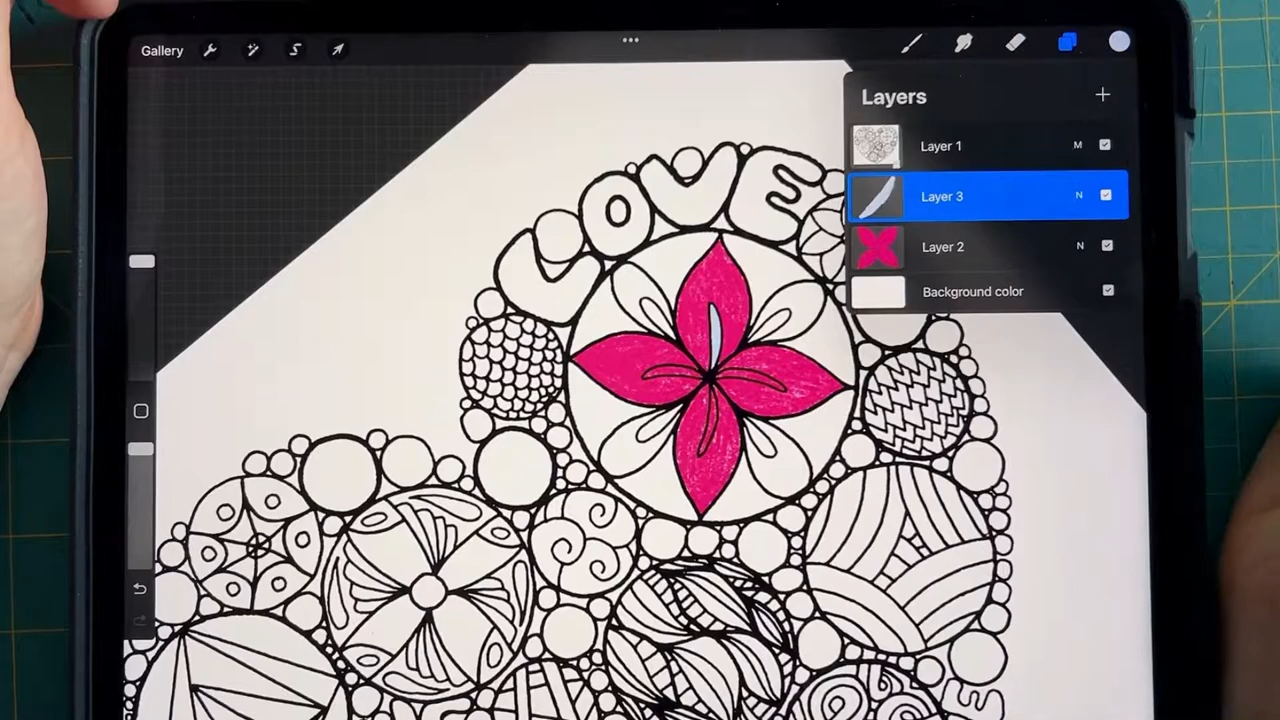 Gallery
Layers
Layer 1 M
Layer 3 N
Layer 2 N
Background color
LOVE
E